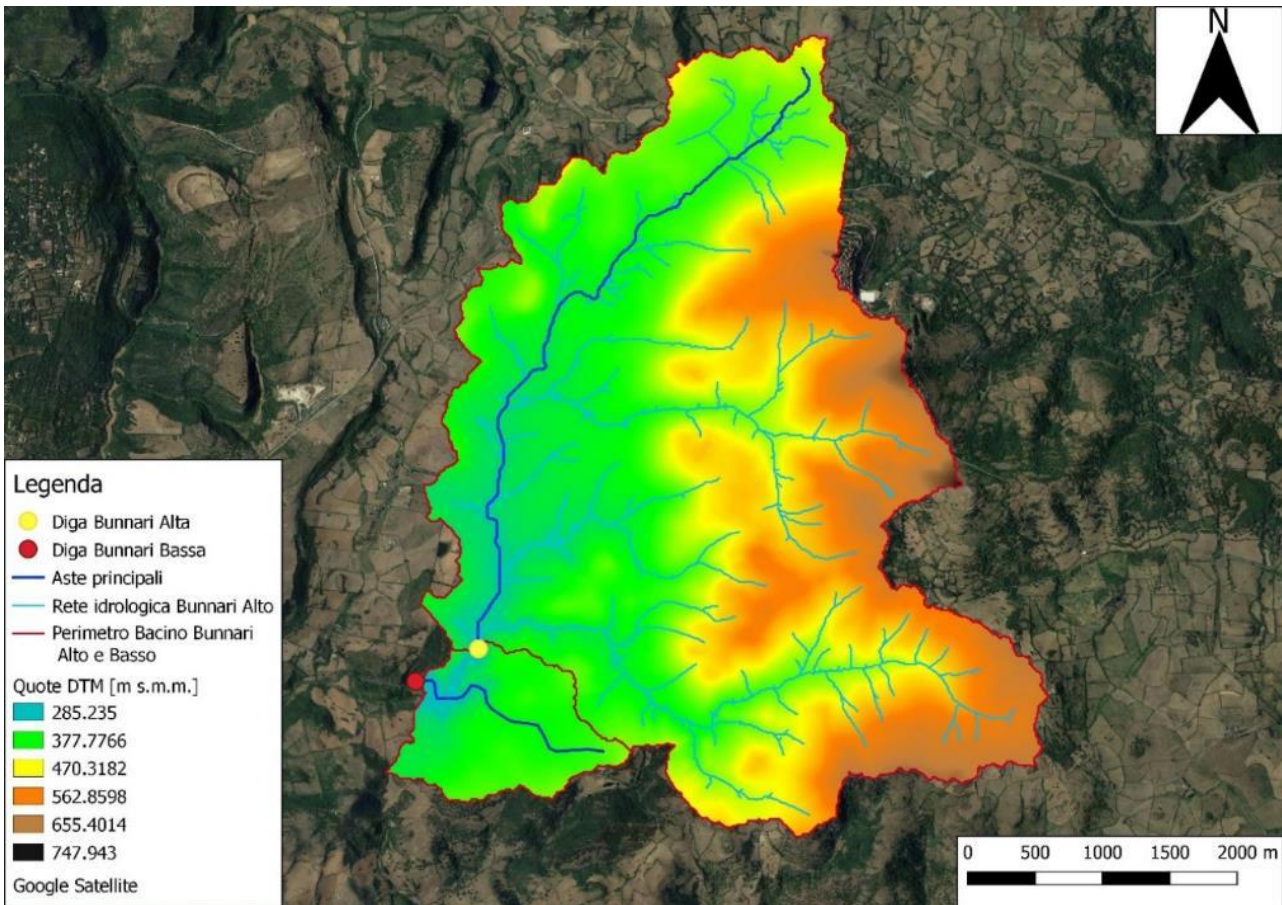 N
Legenda
Diga Bunnari Alta
Diga Bunnari Bassa
Aste principali
Rete idrologica Bunnari Alto
Perimetro Bacino Bunnari
Alto e Basso
Quote DTM [m s.m.m.]
285.235
377.7766
470.3182
562.8598
655.4014
747.943
Google Satellite
0 500 1000 1500 2000 m